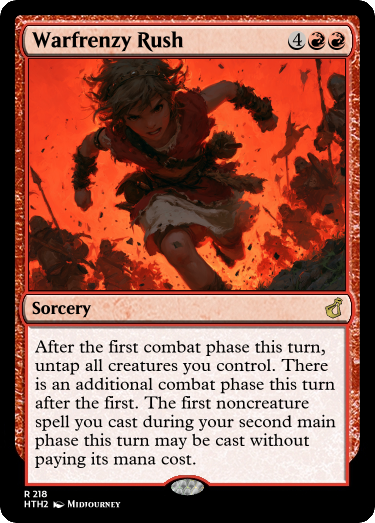 Warfrenzy Rush 4
Sorcery
After the first combat phase this turn,
untap all creatures you control. There
is an additional combat phase this turn
after the first. The first noncreature
spell you cast during your second main
phase this turn may be cast without
paying its mana cost.
R 218
HTH2 Midjourney